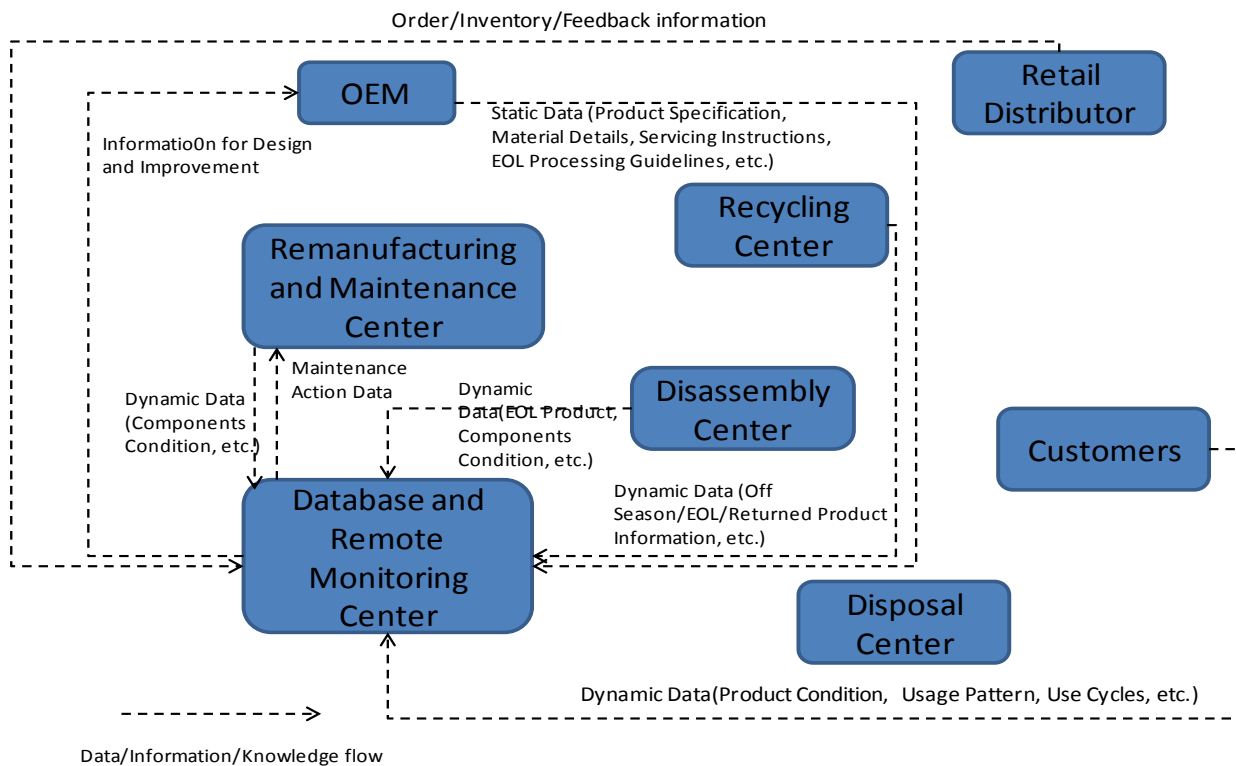 Order/Inventory/Feedback information
OEM
Retail
Distributor
Static Data (Product Specification,
Material Details, Servicing Instructions,
EOL Processing Guidelines, etc.)
Informatio0n for Design
and Improvement
Recycling
Center
Remanufacturing
and Maintenance
Center
Maintenance
Action Data
Dynamic Data
(Components
Condition, etc.)
Dynamic
Data(EOL Product,
Components
Condition, etc.)
Disassembly
Center
Customers
Database and
Remote
Monitoring
Center
Dynamic Data (Off
Season/EOL/Returned Product
Information, etc.)
Disposal
Center
Dynamic Data(Product Condition, Usage Pattern, Use Cycles, etc.)
Data/Information/Knowledge flow